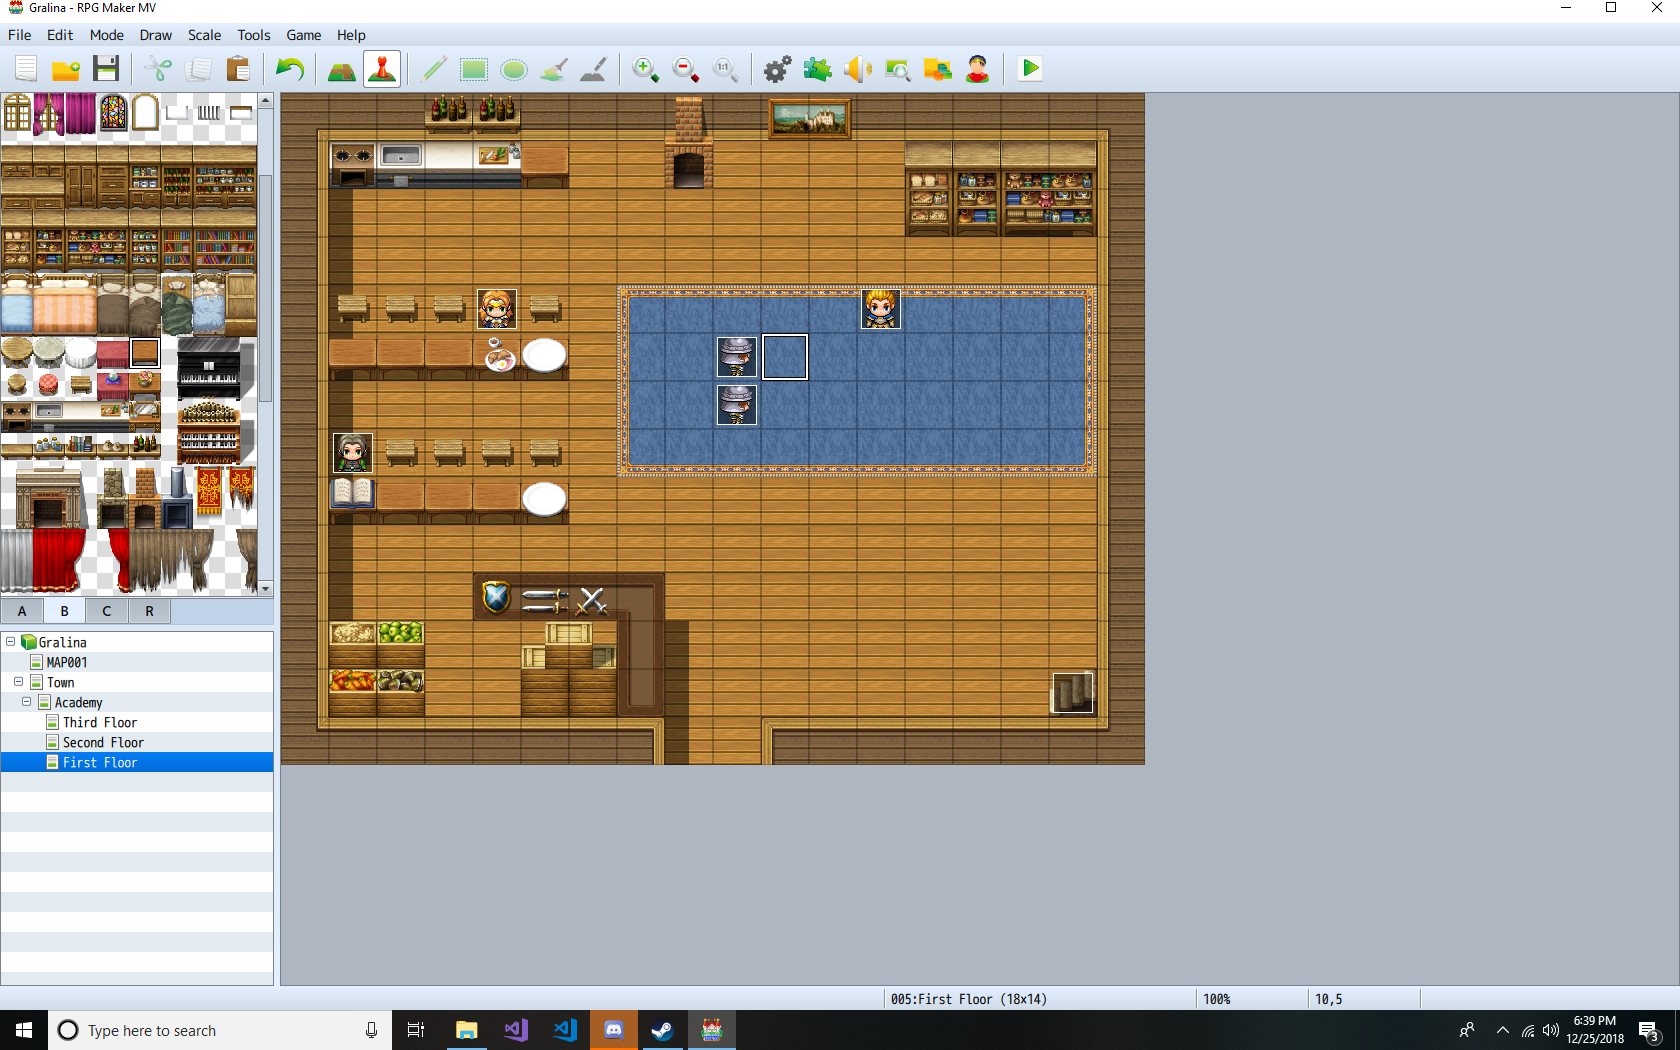 Gralina - RPG Maker MV
File Edit Mode Draw Scale Tools Game Help
1:1
A B C R
Gralina
MAP001
Town
Academy
Third Floor
Second Floor
First Floor
005:First Floor (18x14) 100% 10,5
Type here to search
6:39 PM
12/25/2018
3